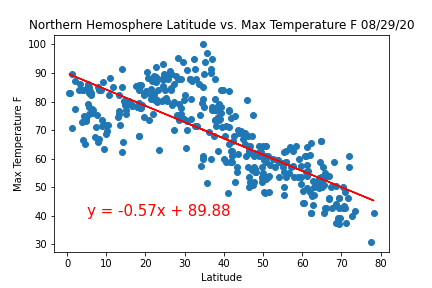 Northern Hemosphere Latitude vs. Max Temperature F 08/29/20
100
90
80
70
60
50
40
30
Max Temperature F
y = -0.57x + 89.88
0 10 20 30 40 50 60 70 80
Latitude